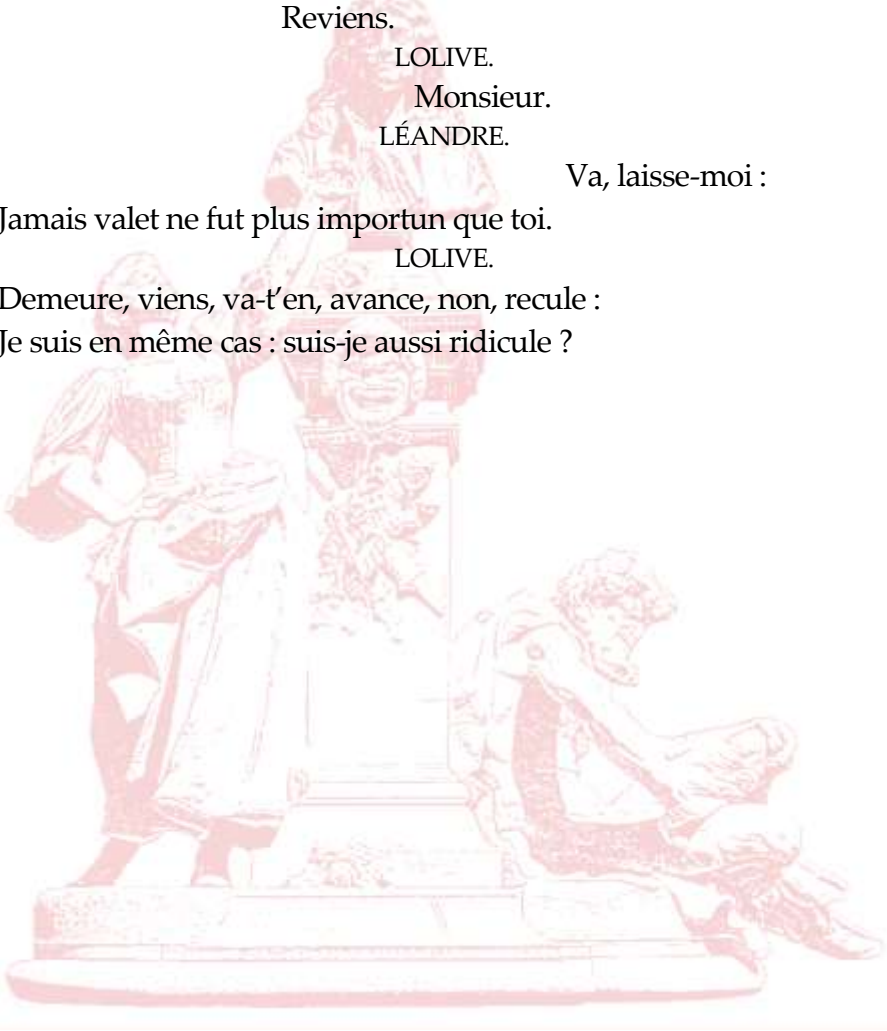 Reviens.
LOLIVE.
Monsieur.
LÉANDRE.
Va, laisse-moi :
Jamais valet ne fut plus importun que toi.
LOLIVE.
Demeure, viens, va-t’en, avance, non, recule :
Je suis en même cas : suis-je aussi ridicule ?